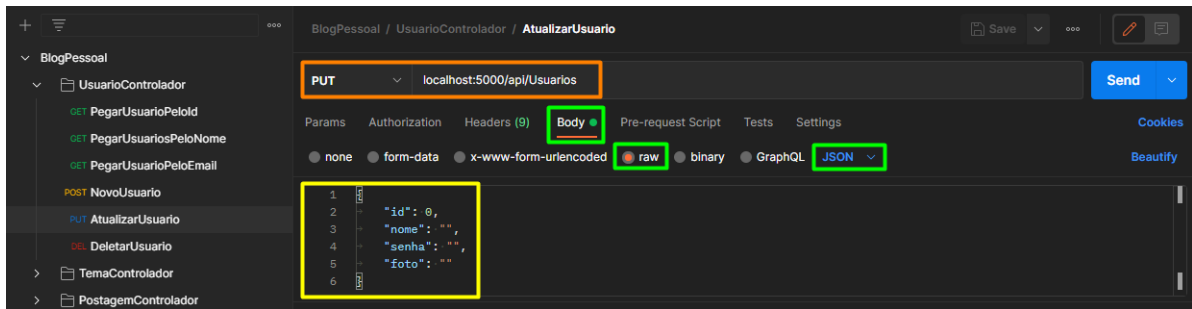 BlogPessoal / UsuarioControlador / AtualizarUsuario
Save
BlogPessoal
UsuarioControlador
GET PegarUsuarioPeloId
GET PegarUsuariosPeloNome
GET PegarUsuarioPeloEmail
POST NovoUsuario
PUT AtualizarUsuario
DEL DeletarUsuario
TemaControlador
PostagemControlador
PUT localhost:5000/api/Usuarios
Send
Params Authorization Headers (9) Body Pre-request Script Tests Settings Cookies
none form-data x-www-form-urlencoded raw binary GraphQL JSON Beautify
1 {
2 "id": 0,
3 "nome": "",
4 "senha": "",
5 "foto": ""
6 }